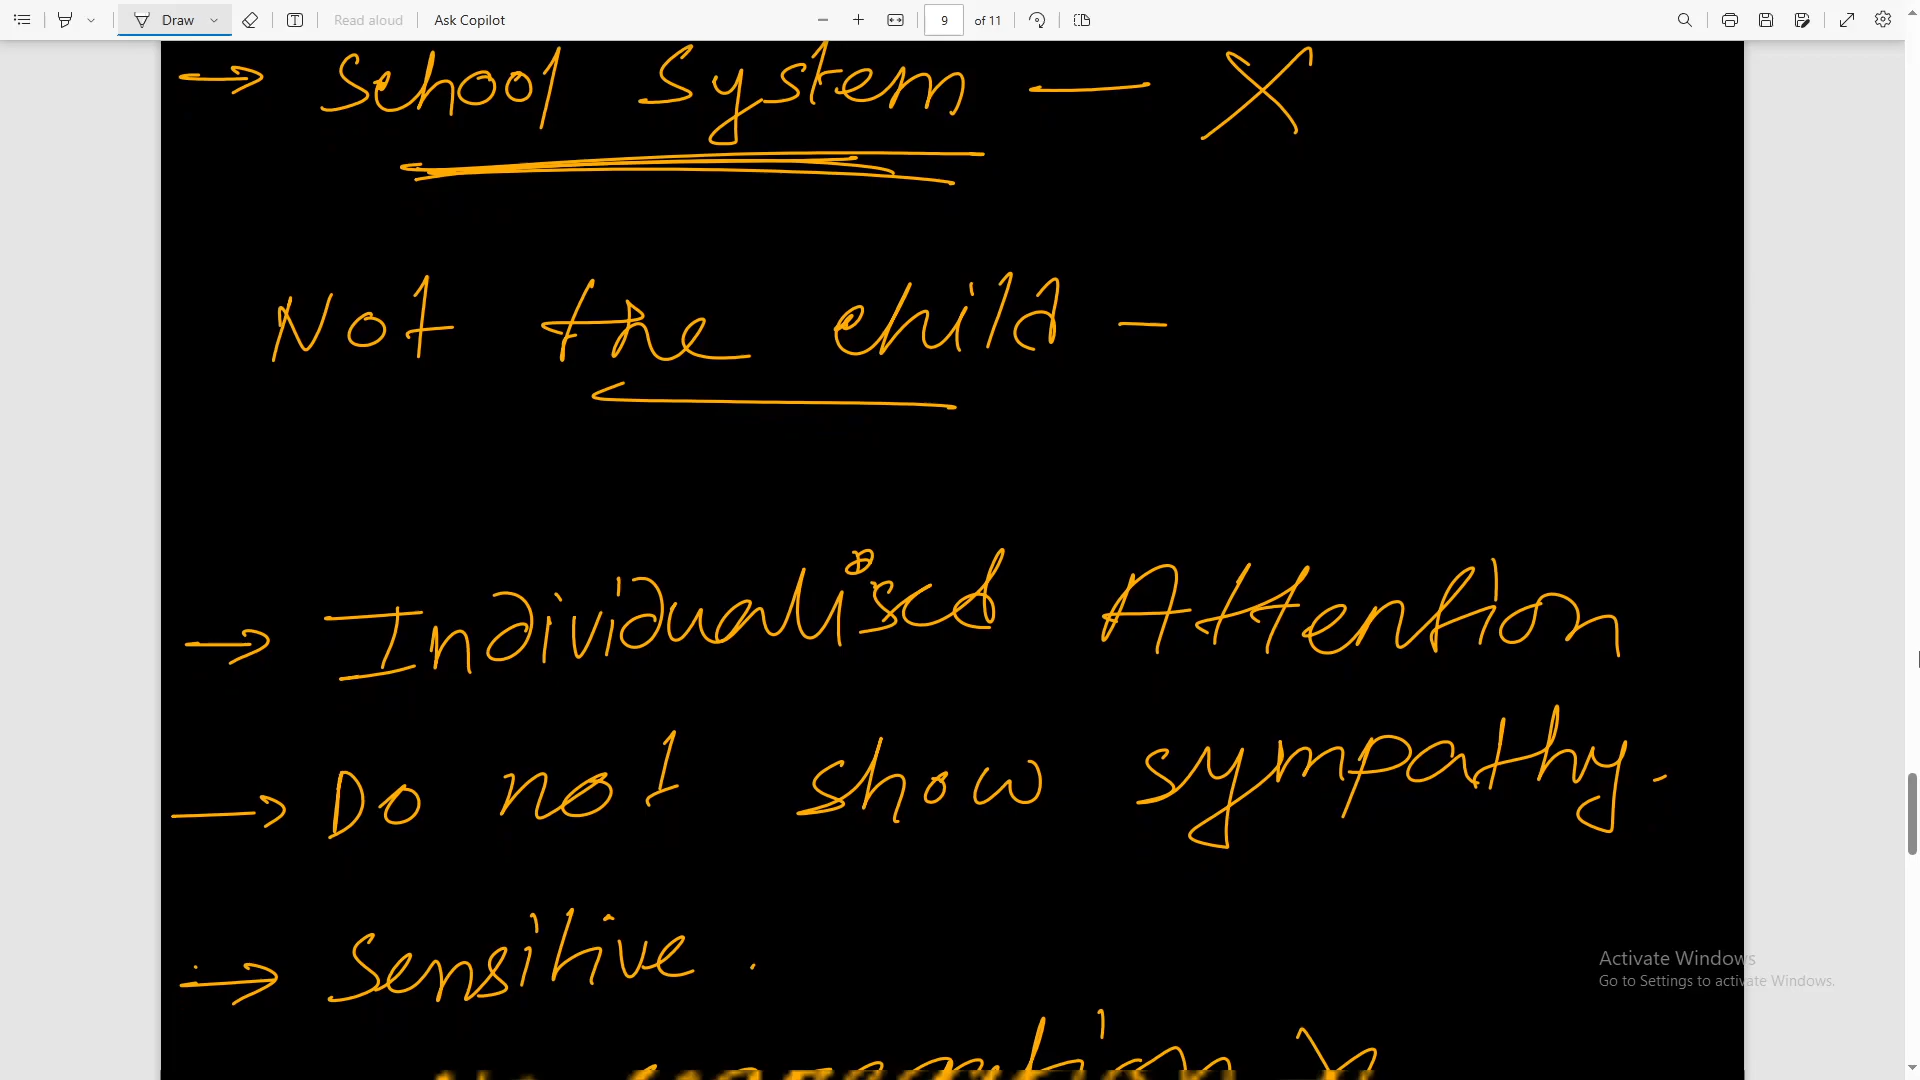 Draw Read aloud Ask Copilot 9 of 11
→ School System — X
Not the child -
→ Individualised Attention
→ Do not show sympathy.
→ Sensitive.
Activate Windows
Go to Settings to activate Windows.